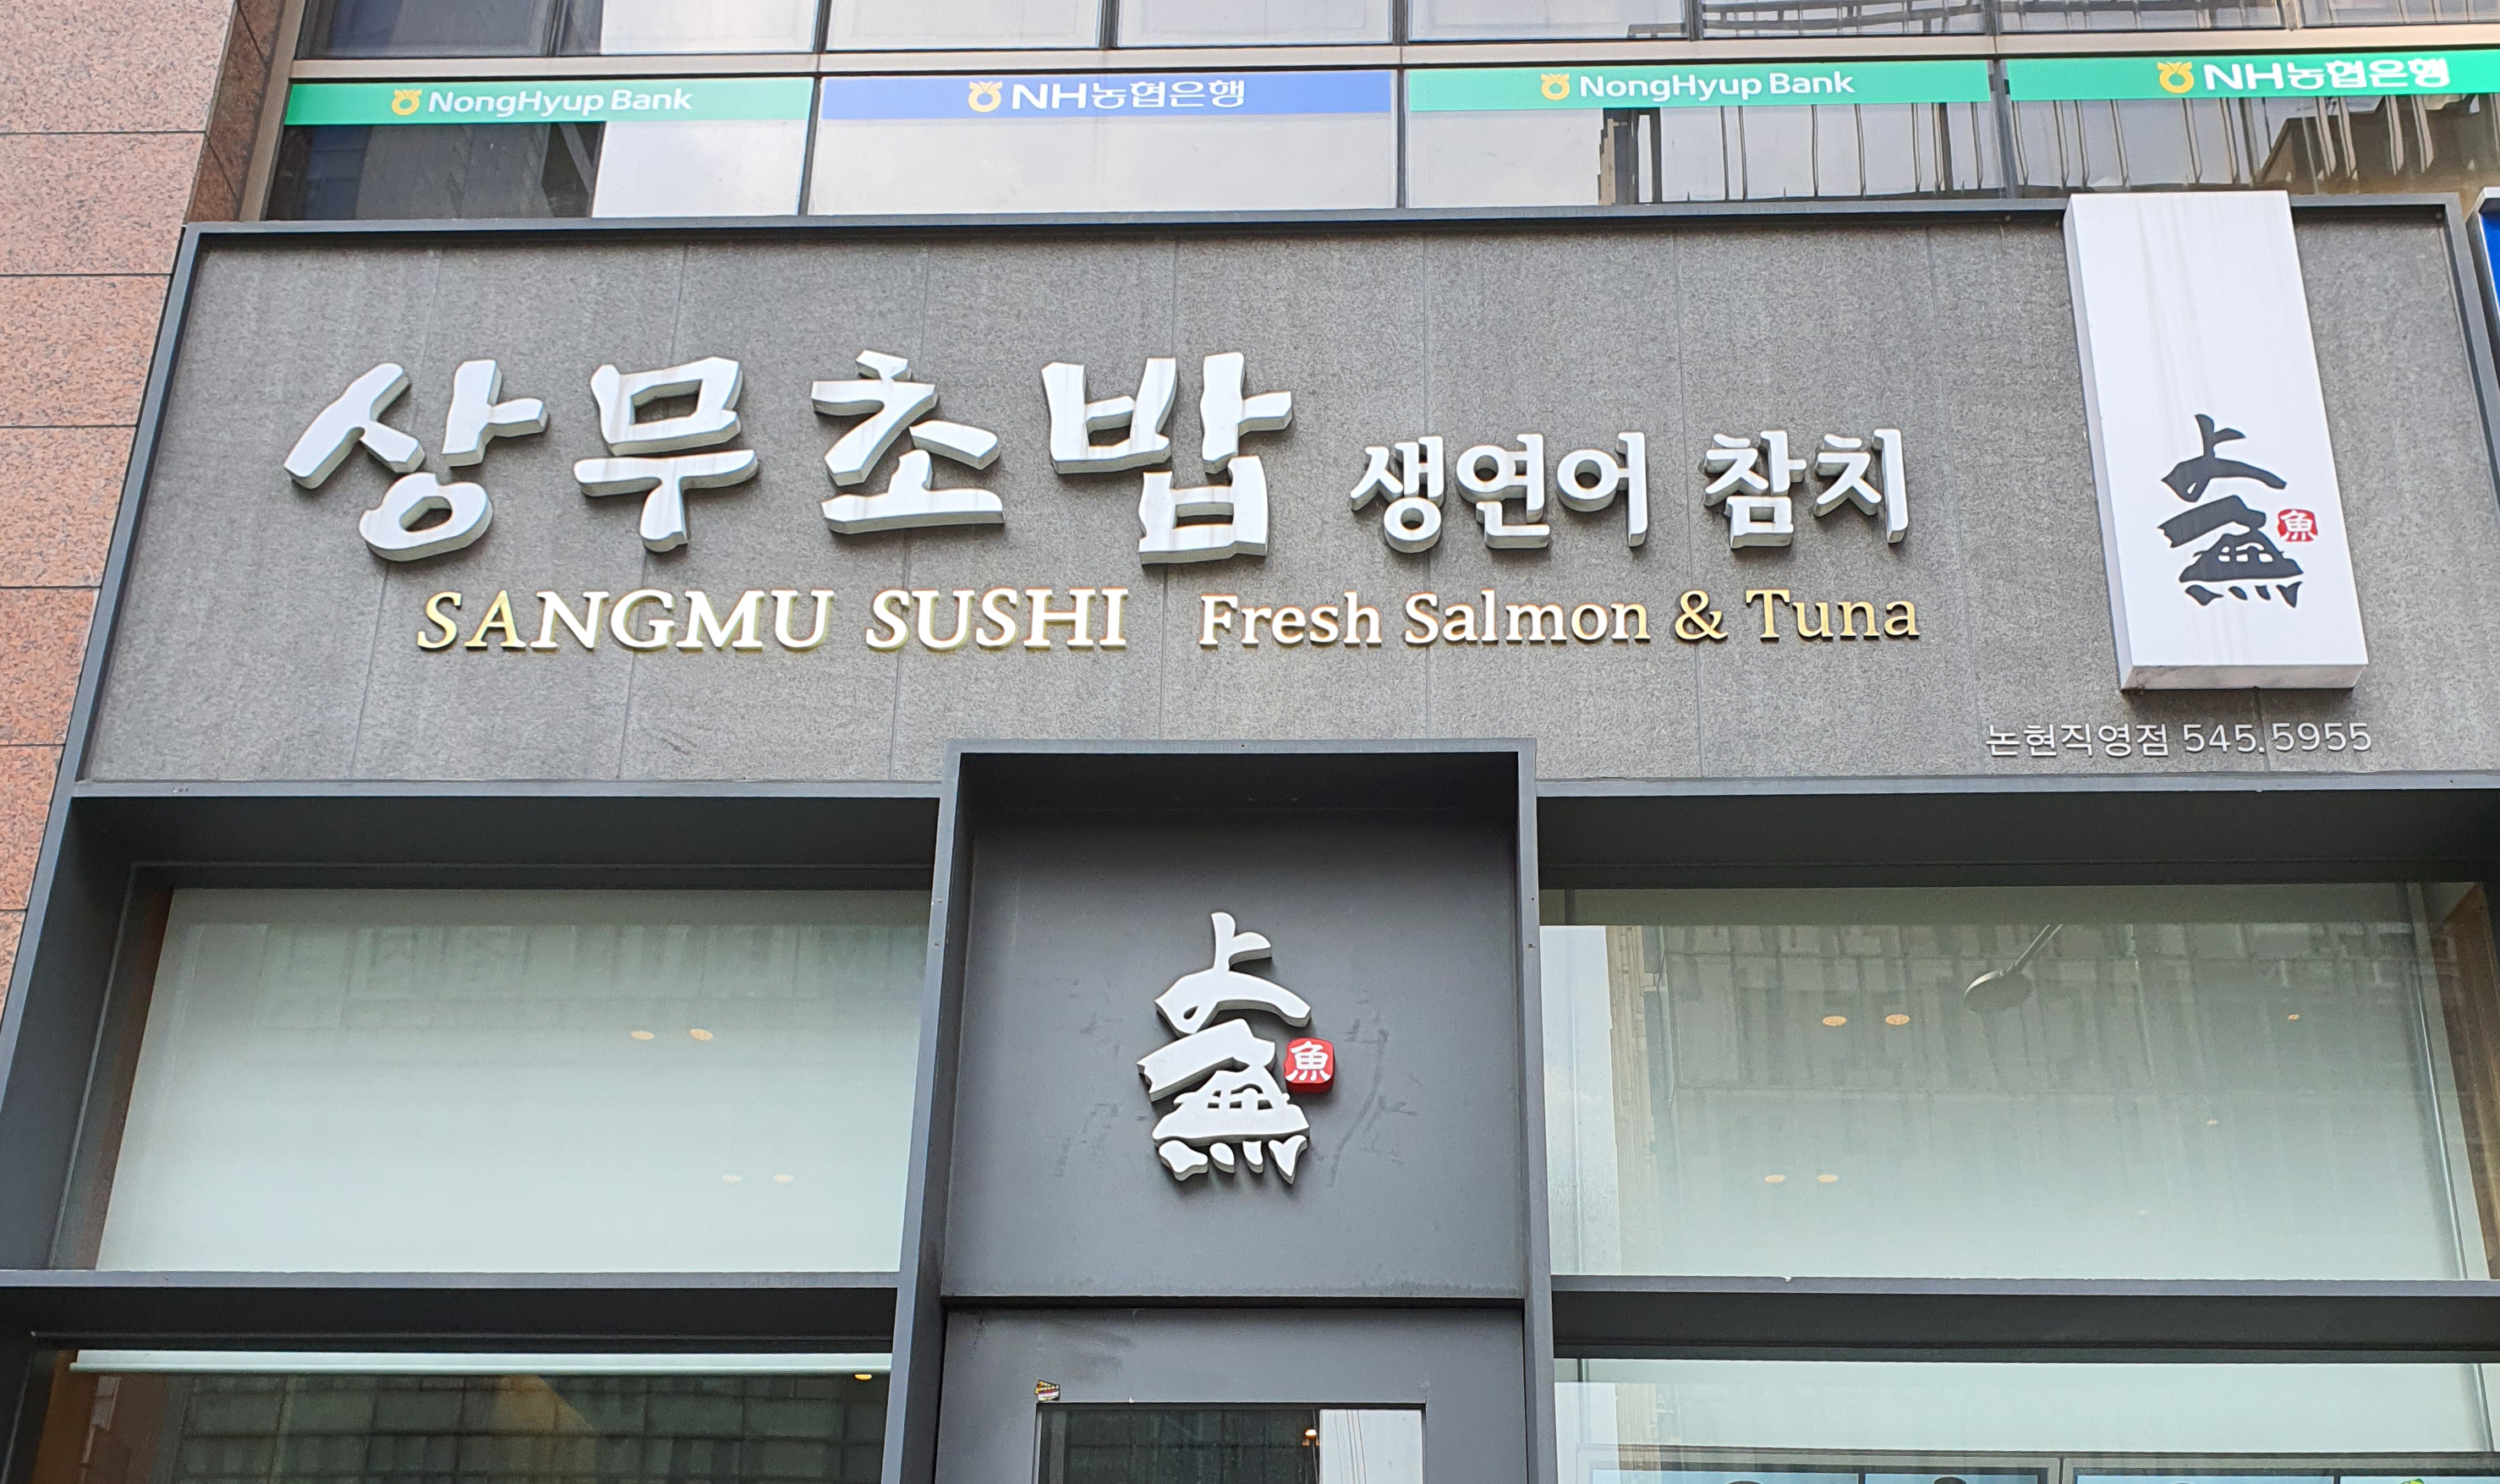 NongHyup Bank NH농협은행 NongHyup Bank NH농협은행
상무초밥 생연어 참치
SANGMU SUSHI Fresh Salmon & Tuna
上無
魚
논현직영점 545.5955
上無
魚